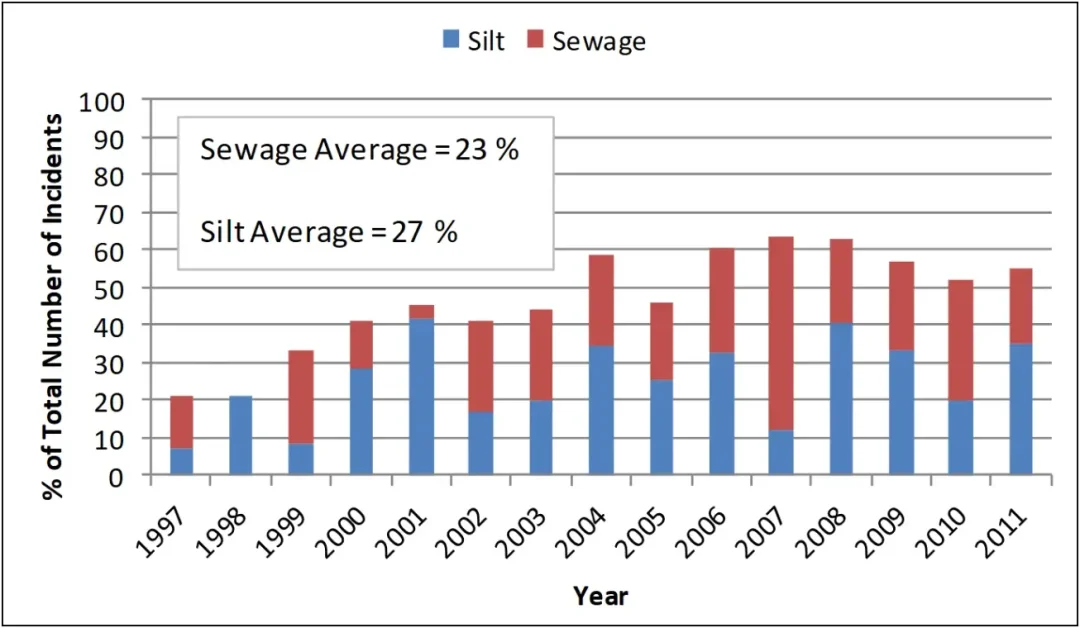 Silt Sewage
% of Total Number of Incidents
100
90
80
70
60
50
40
30
20
10
0
Sewage Average = 23 %
Silt Average = 27 %
1997 1998 1999 2000 2001 2002 2003 2004 2005 2006 2007 2008 2009 2010 2011
Year